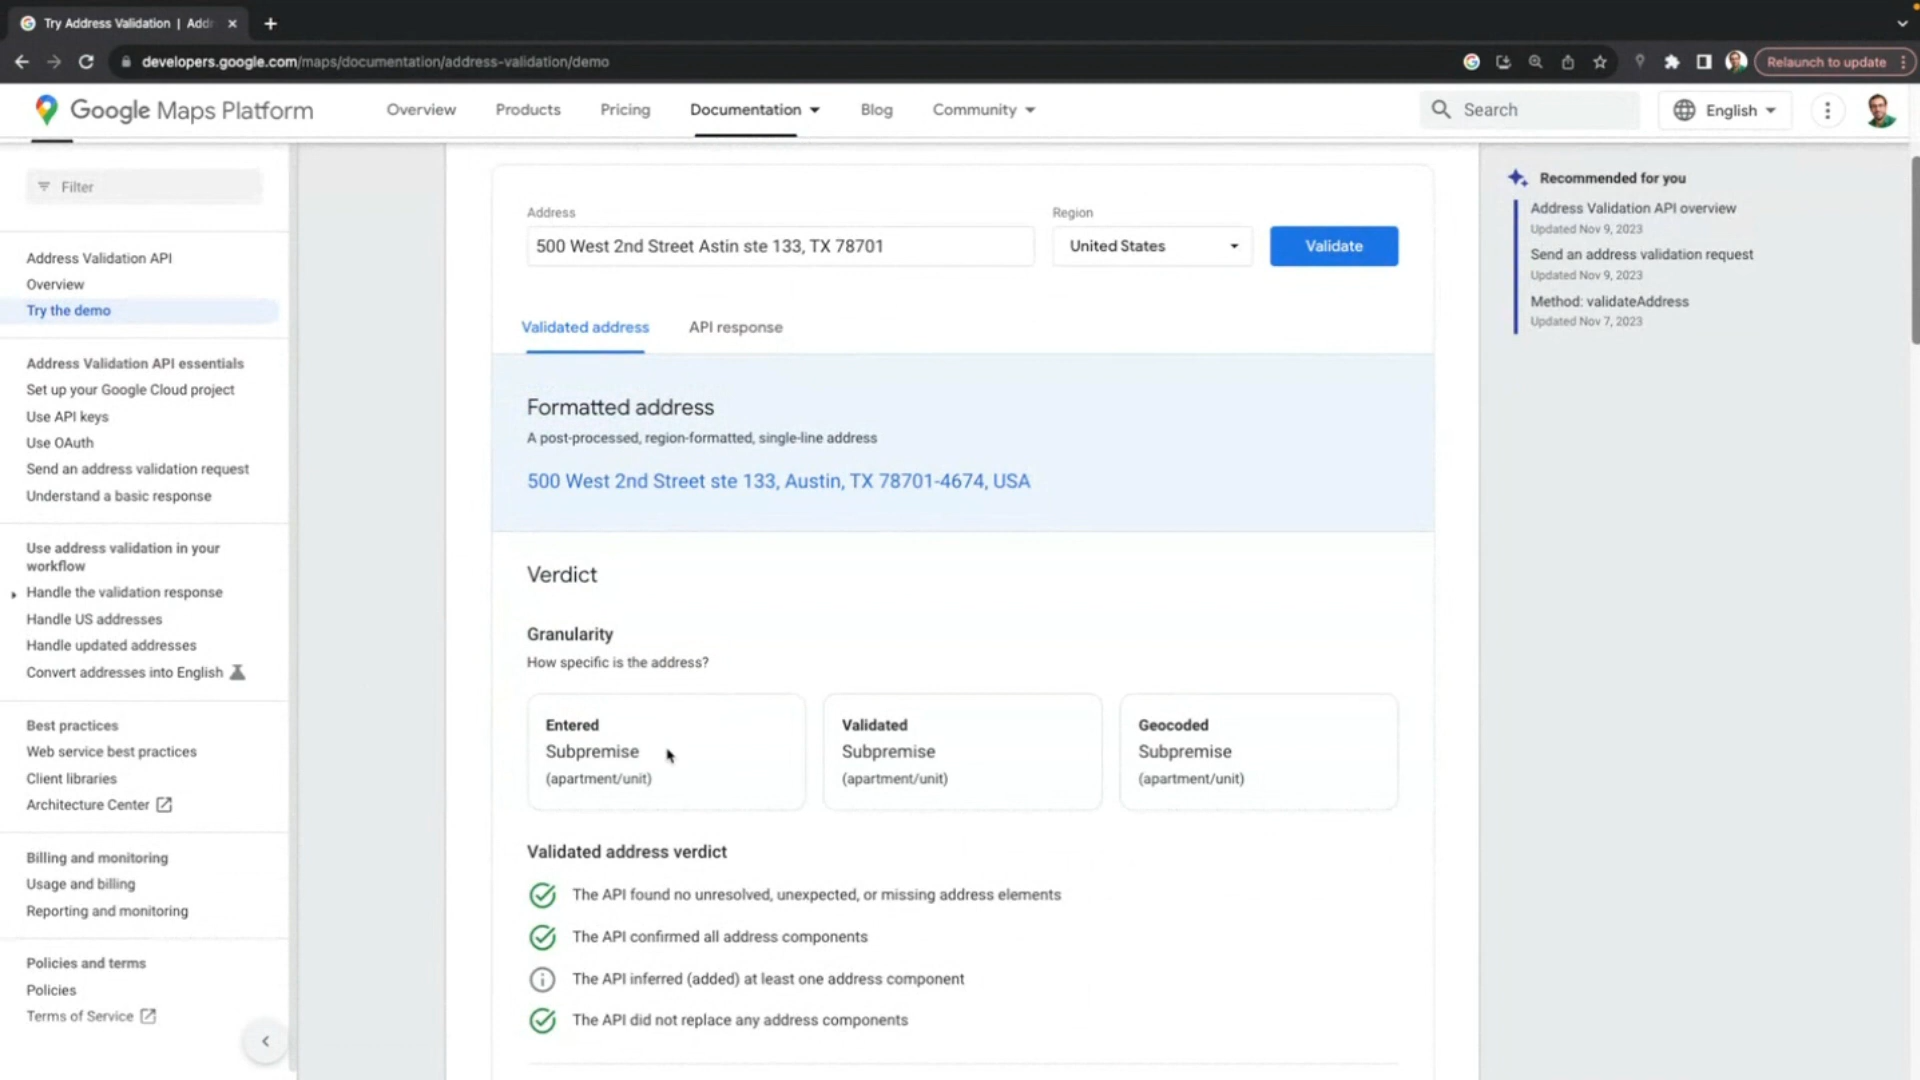 Try Address Validation | Addr
developers.google.com/maps/documentation/address-validation/demo
Relaunch to update
Google Maps Platform
Overview
Products
Pricing
Documentation
Blog
Community
Search
English
Filter
Address Validation API
Overview
Try the demo
Address Validation API essentials
Set up your Google Cloud project
Use API keys
Use OAuth
Send an address validation request
Understand a basic response
Use address validation in your
workflow
Handle the validation response
Handle US addresses
Handle updated addresses
Convert addresses into English
Best practices
Web service best practices
Client libraries
Architecture Center
Billing and monitoring
Usage and billing
Reporting and monitoring
Policies and terms
Policies
Terms of Service
Address
500 West 2nd Street Astin ste 133, TX 78701
Region
United States
Validate
Validated address
API response
Formatted address
A post-processed, region-formatted, single-line address
500 West 2nd Street ste 133, Austin, TX 78701-4674, USA
Verdict
Granularity
How specific is the address?
Entered
Subpremise
(apartment/unit)
Validated
Subpremise
(apartment/unit)
Geocoded
Subpremise
(apartment/unit)
Validated address verdict
The API found no unresolved, unexpected, or missing address elements
The API confirmed all address components
The API inferred (added) at least one address component
The API did not replace any address components
Recommended for you
Address Validation API overview
Updated Nov 9, 2023
Send an address validation request
Updated Nov 9, 2023
Method: validateAddress
Updated Nov 7, 2023